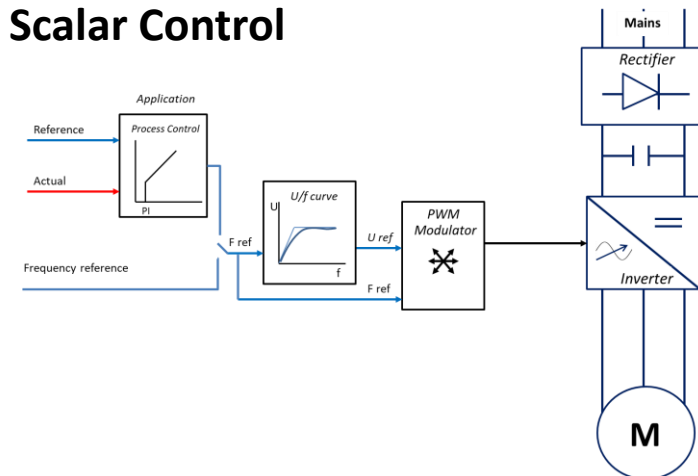 Scalar Control
Mains
Rectifier
Application
Process Control
Reference
Actual
PI
U/f curve
U
f
F ref
U ref
F ref
PWM
Modulator
Frequency reference
Inverter
M